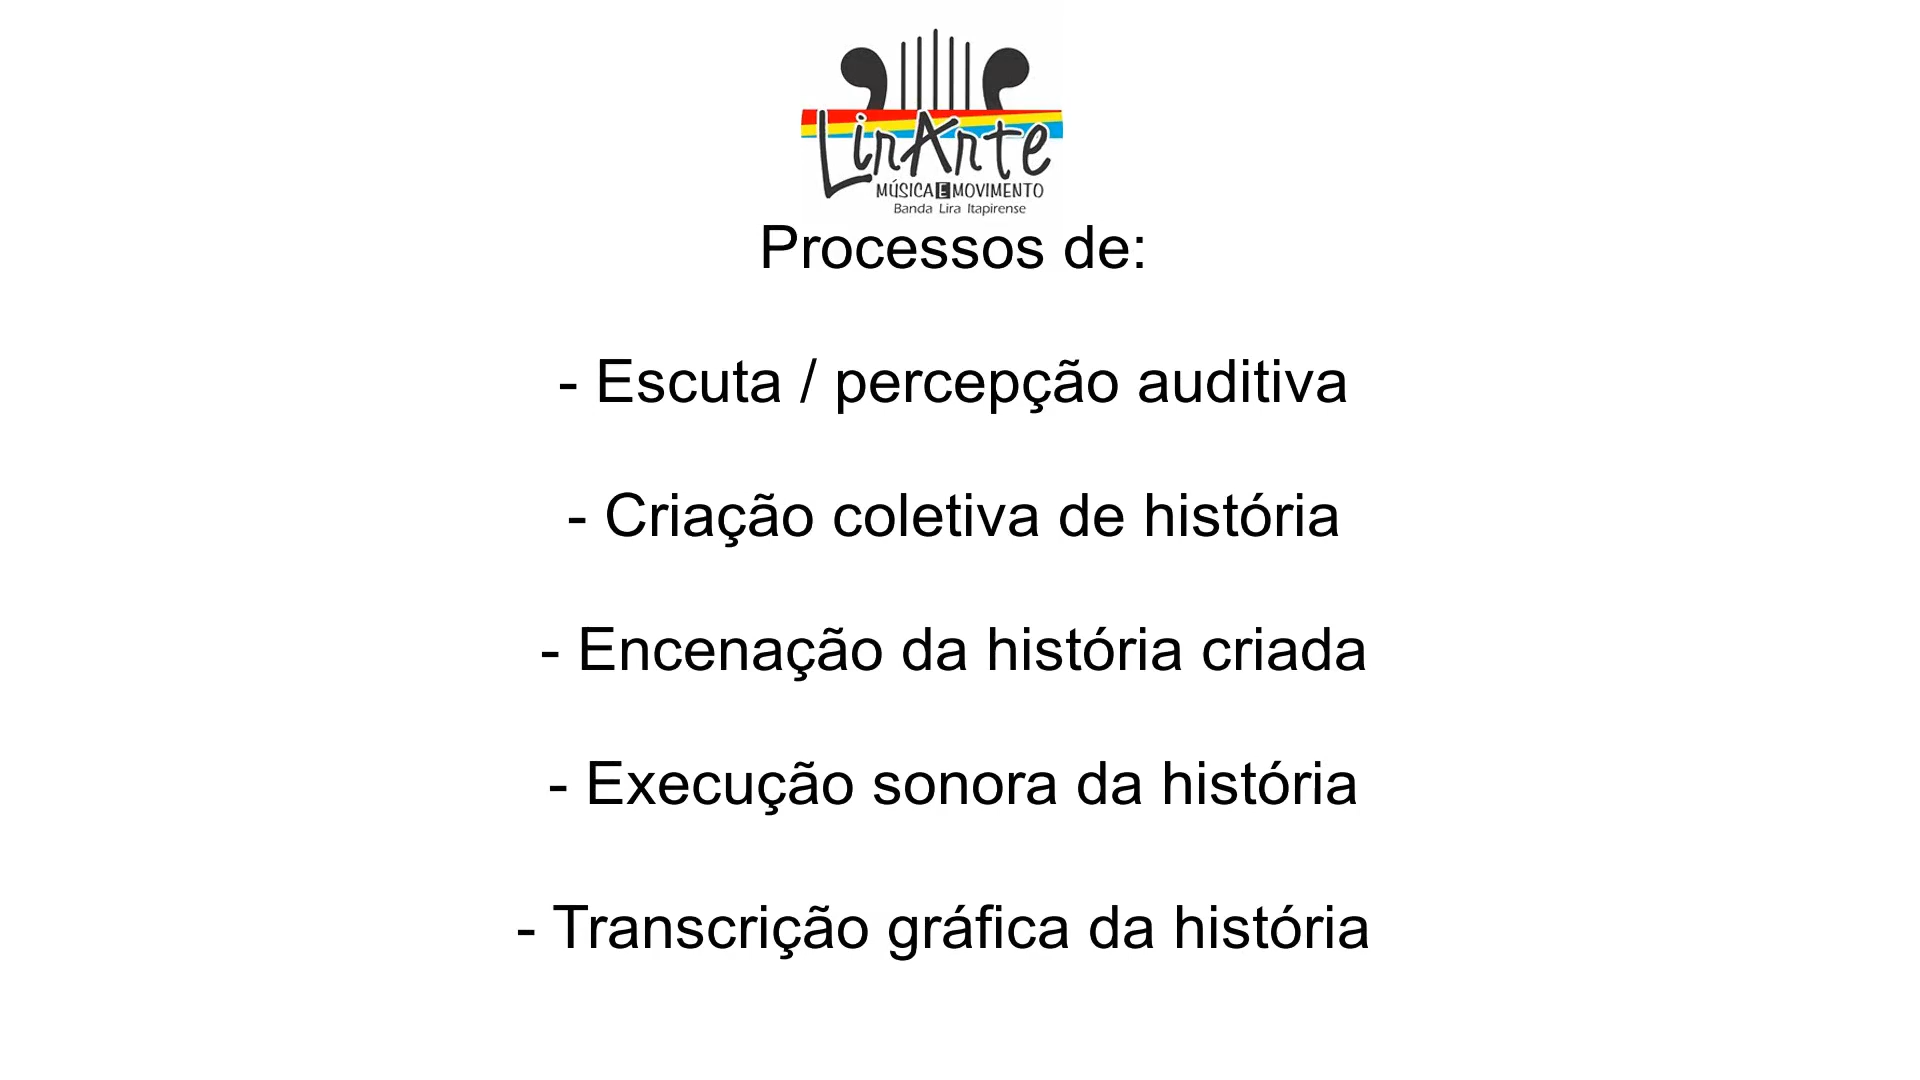 LirArte
MÚSICA E MOVIMENTO
Banda Lira Itapirense
Processos de:
- Escuta / percepção auditiva
- Criação coletiva de história
- Encenação da história criada
- Execução sonora da história
- Transcrição gráfica da história